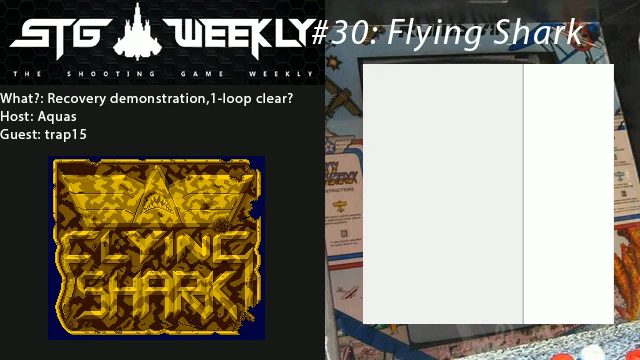 STG WEEKLY
THE SHOOTING GAME WEEKLY
#30: Flying Shark
What?: Recovery demonstration,1-loop clear?
Host: Aquas
Guest: trap15
FLYING
SHARK!
INSTRUCTIONS